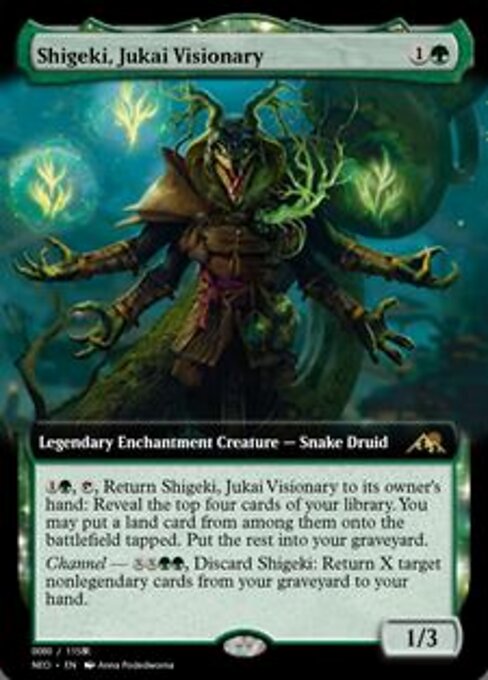 Shigeki, Jukai Visionary 1
Legendary Enchantment Creature — Snake Druid
1, Return Shigeki, Jukai Visionary to its owner's
hand: Reveal the top four cards of your library. You
may put a land card from among them onto the
battlefield tapped. Put the rest into your graveyard.
Channel — XX, Discard Shigeki: Return X target
nonlegendary cards from your graveyard to your
hand.
1/3
NEO • EN Anna Podedworna